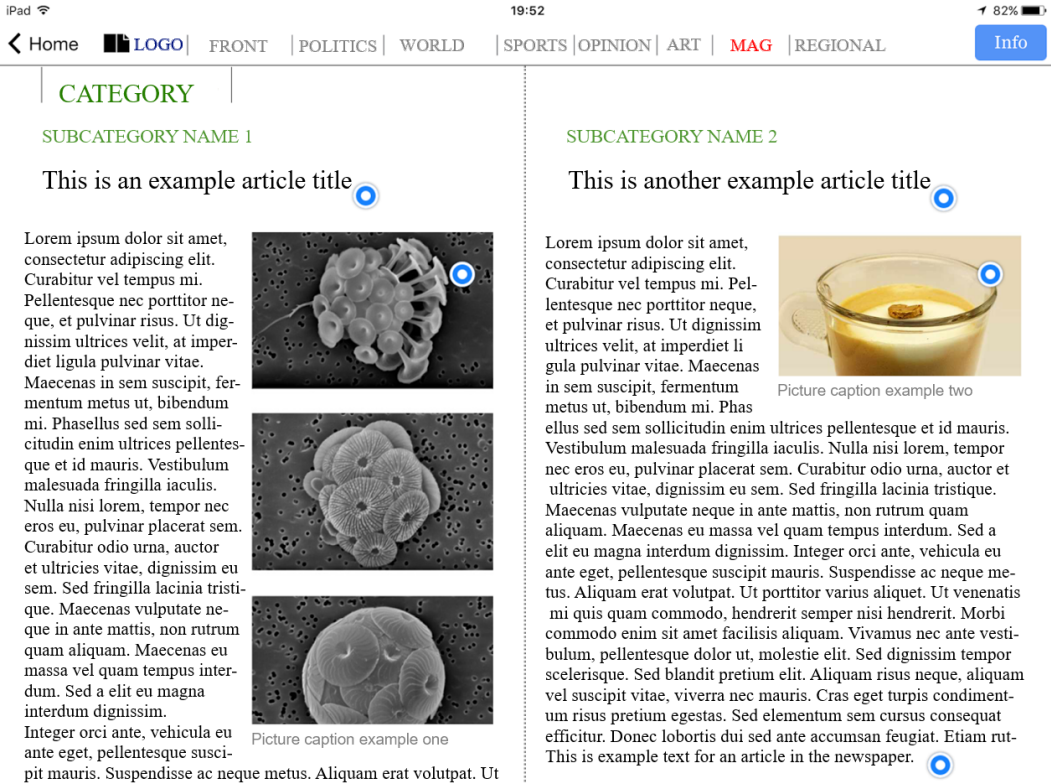 iPad
19:52
82%
Home
LOGO
FRONT
POLITICS
WORLD
SPORTS
OPINION
ART
MAG
REGIONAL
Info
CATEGORY
SUBCATEGORY NAME 1
This is an example article title
Lorem ipsum dolor sit amet,
consectetur adipiscing elit.
Curabitur vel tempus mi.
Pellentesque nec porttitor ne-
que, et pulvinar risus. Ut dig-
nissim ultrices velit, at imper-
diet ligula pulvinar vitae.
Maecenas in sem suscipit, fer-
mentum metus ut, bibendum
mi. Phasellus sed sem solli-
citudin enim ultrices pellentes-
que et id mauris. Vestibulum
malesuada fringilla iaculis.
Nulla nisi lorem, tempor nec
eros eu, pulvinar placerat sem.
Curabitur odio urna, auctor
et ultricies vitae, dignissim eu
sem. Sed fringilla lacinia tristi-
que. Maecenas vulputate ne-
que in ante mattis, non rutrum
quam aliquam. Maecenas eu
massa vel quam tempus inter-
dum. Sed a elit eu magna
interdum dignissim.
Integer orci ante, vehicula eu
ante eget, pellentesque susci-
pit mauris. Suspendisse ac neque metus. Aliquam erat volutpat. Ut
Picture caption example one
SUBCATEGORY NAME 2
This is another example article title
Lorem ipsum dolor sit amet,
consectetur adipiscing elit.
Curabitur vel tempus mi. Pel-
lentesque nec porttitor neque,
et pulvinar risus. Ut dignissim
ultrices velit, at imperdiet li
gula pulvinar vitae. Maecenas
in sem suscipit, fermentum
metus ut, bibendum mi. Phas
ellus sed sem sollicitudin enim ultrices pellentesque et id mauris.
Vestibulum malesuada fringilla iaculis. Nulla nisi lorem, tempor
nec eros eu, pulvinar placerat sem. Curabitur odio urna, auctor et
ultricies vitae, dignissim eu sem. Sed fringilla lacinia tristique.
Maecenas vulputate neque in ante mattis, non rutrum quam
aliquam. Maecenas eu massa vel quam tempus interdum. Sed a
elit eu magna interdum dignissim. Integer orci ante, vehicula eu
ante eget, pellentesque suscipit mauris. Suspendisse ac neque me-
tus. Aliquam erat volutpat. Ut porttitor varius aliquet. Ut venenatis
mi quis quam commodo, hendrerit semper nisi hendrerit. Morbi
commodo enim sit amet facilisis aliquam. Vivamus nec ante vesti-
bulum, pellentesque dolor ut, molestie elit. Sed dignissim tempor
scelerisque. Sed blandit pretium elit. Aliquam risus neque, aliquam
vel suscipit vitae, viverra nec mauris. Cras eget turpis condiment-
um risus pretium egestas. Sed elementum sem cursus consequat
efficitur. Donec lobortis dui sed ante accumsan feugiat. Etiam rut-
This is example text for an article in the newspaper.
Picture caption example two